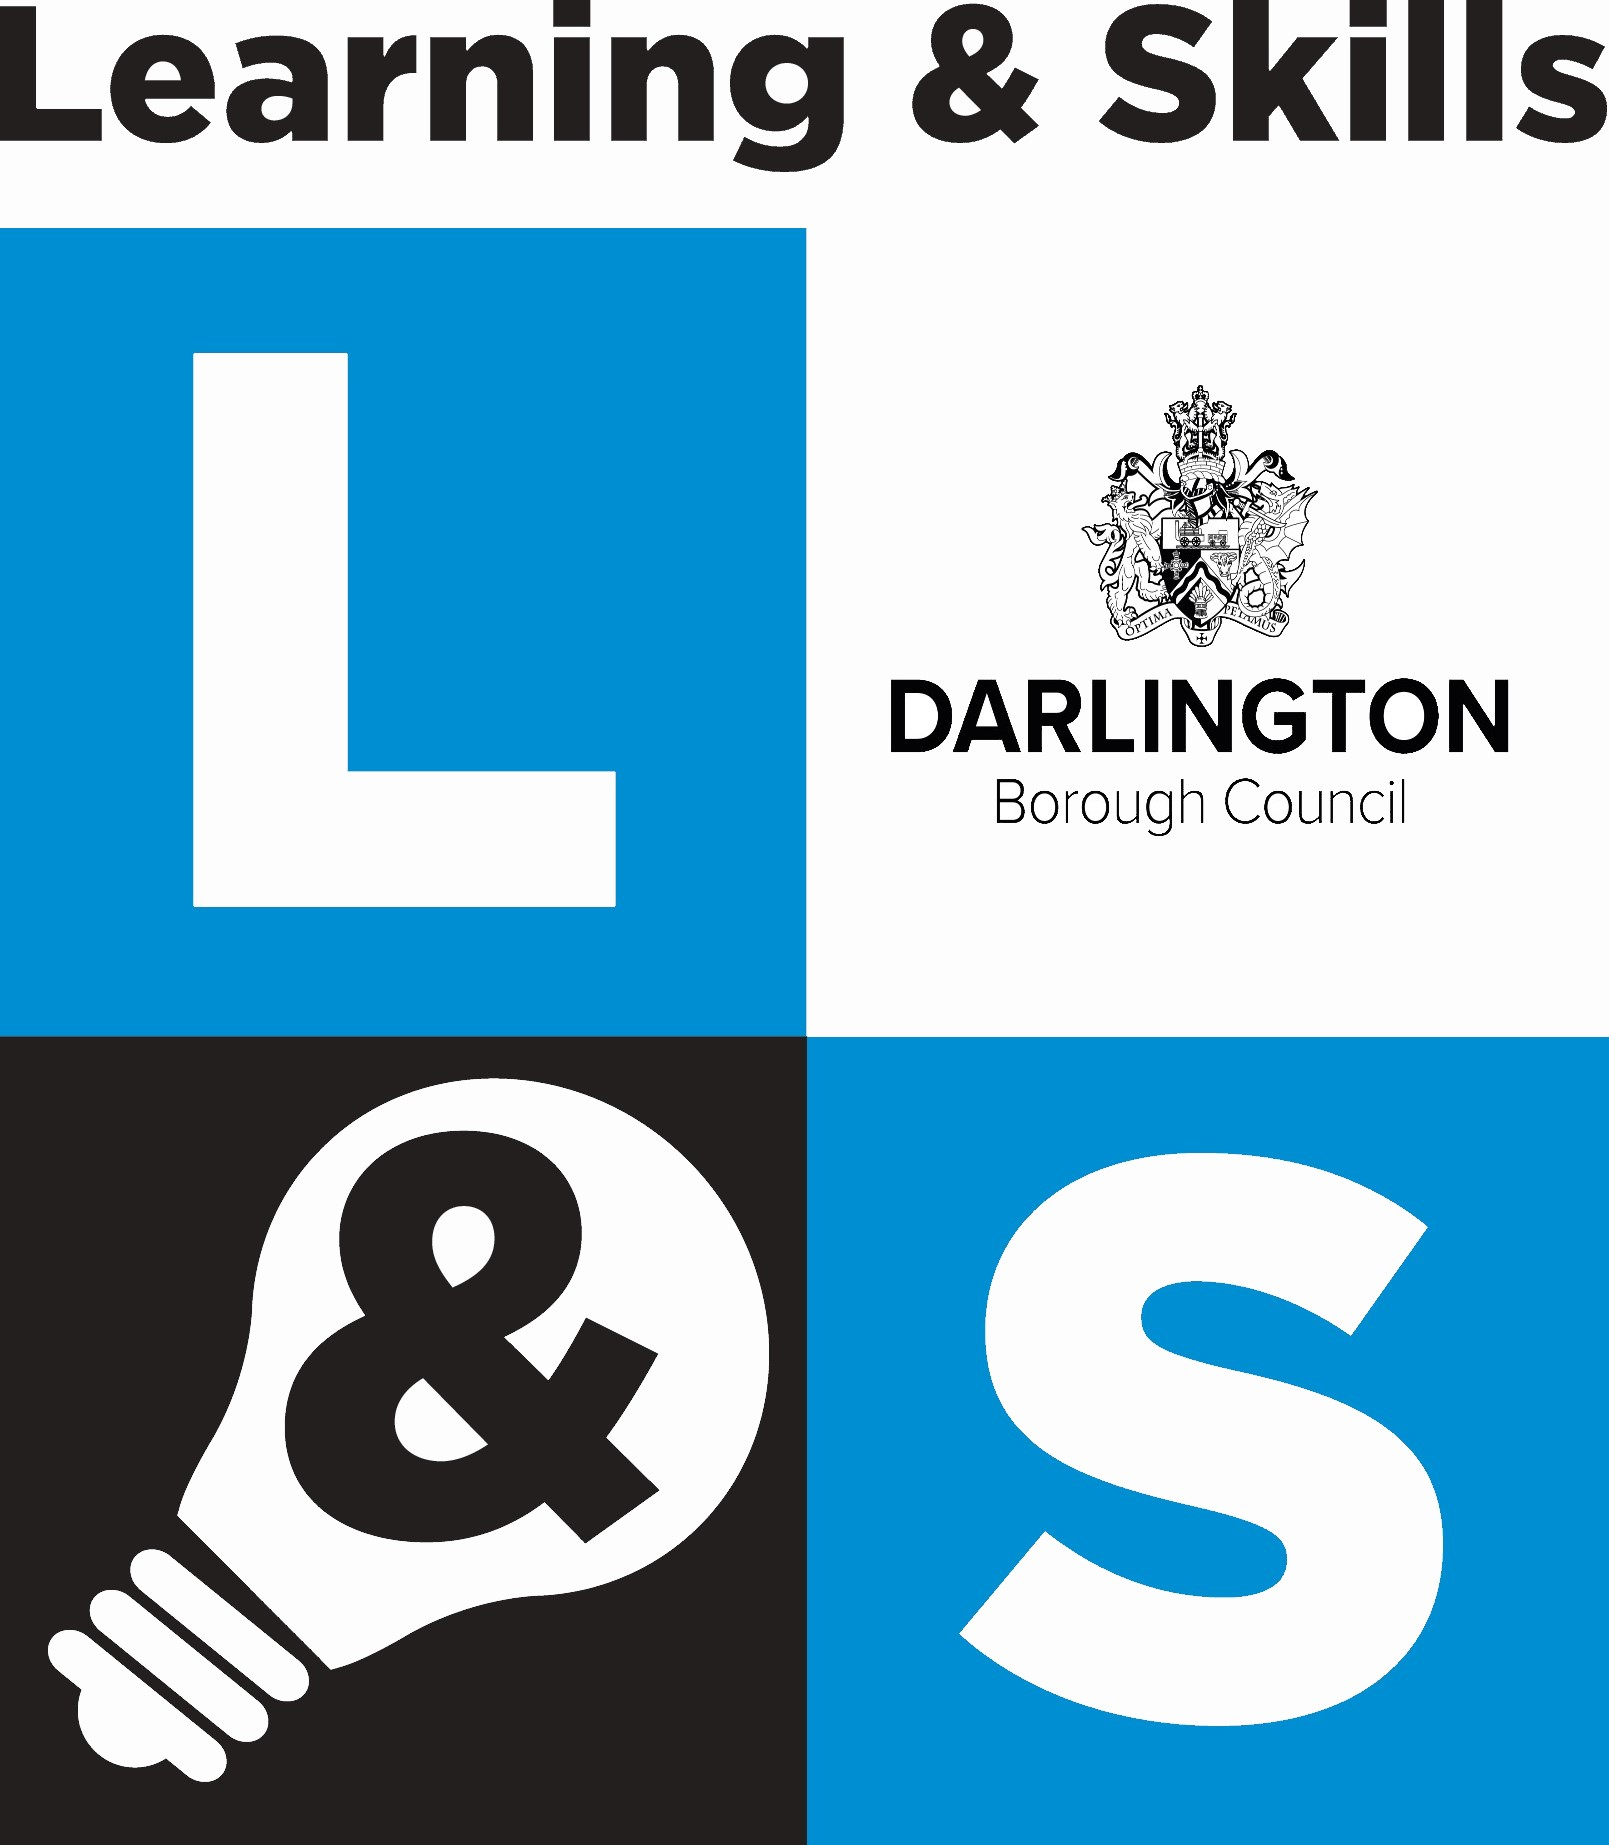 Learning & Skills
L
OPTIMA PETAMUS
DARLINGTON
Borough Council
&
S